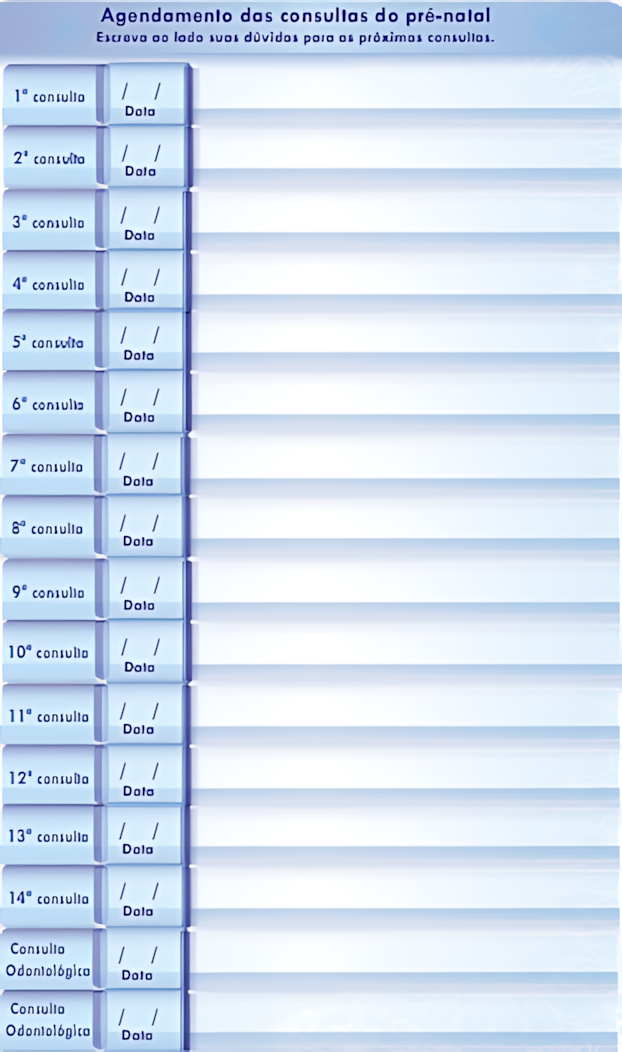 Agendamento das consultas do pré-natal
Escreva ao lado suas dúvidas para as próximas consultas.
1ª consulta
/ /
Data
2ª consulta
/ /
Data
3ª consulta
/ /
Data
4ª consulta
/ /
Data
5ª consulta
/ /
Data
6ª consulta
/ /
Data
7ª consulta
/ /
Data
8ª consulta
/ /
Data
9ª consulta
/ /
Data
10ª consulta
/ /
Data
11ª consulta
/ /
Data
12ª consulta
/ /
Data
13ª consulta
/ /
Data
14ª consulta
/ /
Data
Consulta
Odontológica
/ /
Data
Consulta
Odontológica
/ /
Data